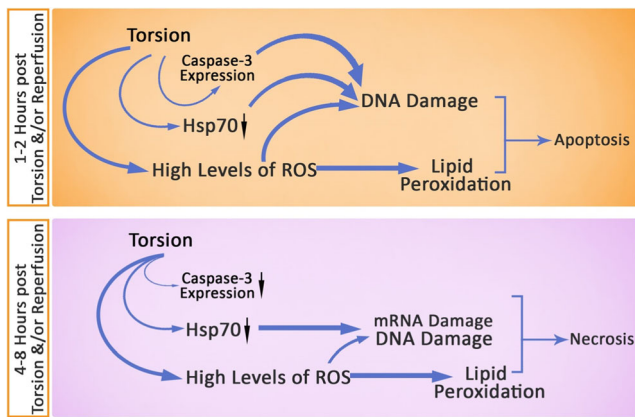 1-2 Hours post
Torsion &/or Reperfusion
Torsion
Caspase-3
Expression
DNA Damage
Hsp70
Apoptosis
High Levels of ROS
Lipid
Peroxidation
4-8 Hours post
Torsion &/or Reperfusion
Torsion
Caspase-3
Expression
Hsp70
mRNA Damage
DNA Damage
Necrosis
High Levels of ROS
Lipid
Peroxidation